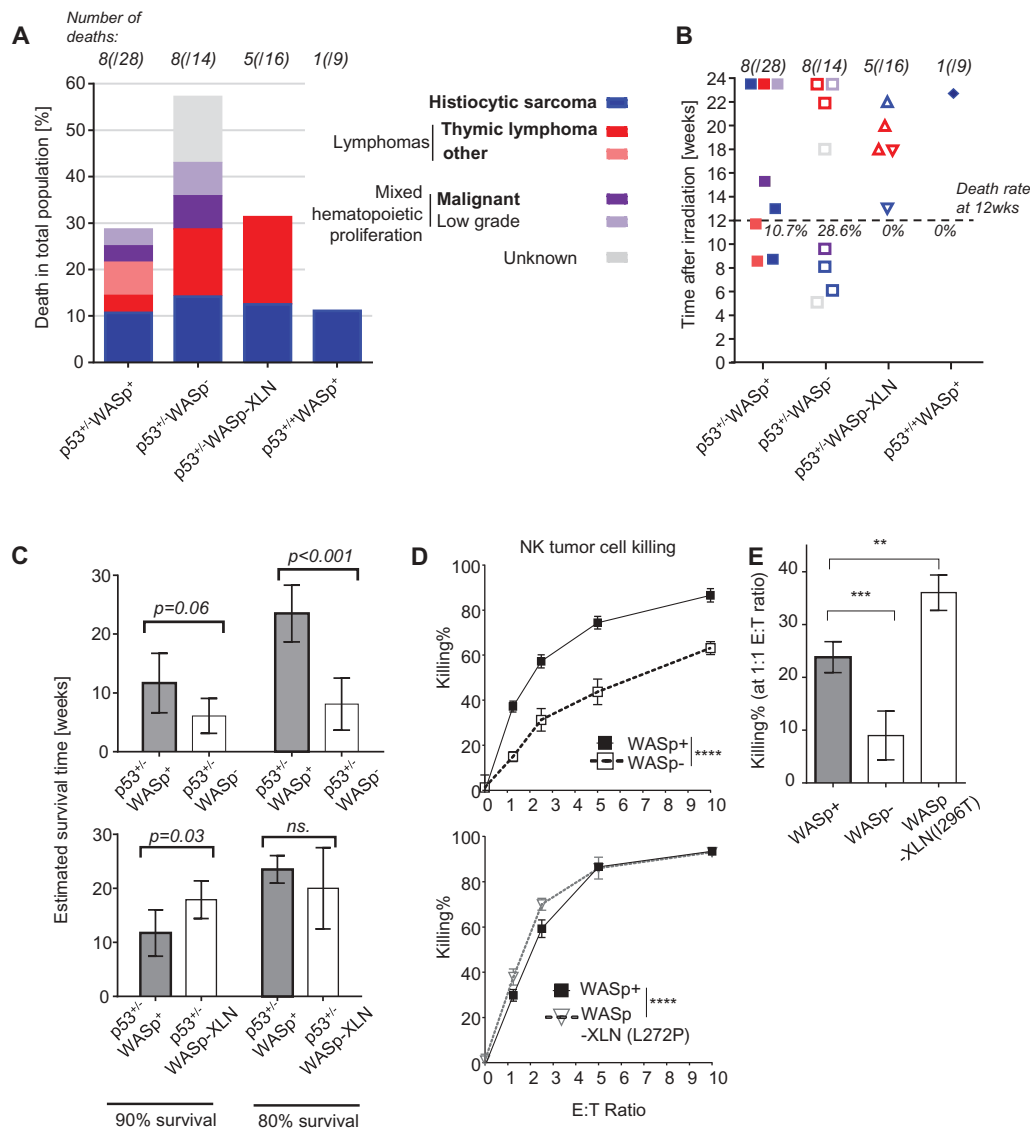 A
Number of
deaths:
8(/28)
8(/14)
5(/16)
1(/9)
Death in total population [%]
60
50
40
30
20
10
0
p53+/-WASp+
p53+/-WASp-
p53+/-WASp-XLN
p53+/+WASp+
Histiocytic sarcoma
Lymphomas
Thymic lymphoma
other
Mixed
hematopoietic
proliferation
Malignant
Low grade
Unknown
B
8(/28)
8(/14)
5(/16)
1(/9)
Time after irradiation [weeks]
24
22
20
18
16
14
12
10
8
6
4
2
0
Death rate
at 12wks
10.7%
28.6%
0%
0%
p53+/-WASp+
p53+/-WASp-
p53+/-WASp-XLN
p53+/+WASp+
C
Estimated survival time [weeks]
30
20
10
0
p=0.06
p<0.001
p53+/-
WASp+
p53+/-
WASp-
p53+/-
WASp+
p53+/-
WASp-
30
20
10
0
p=0.03
ns.
p53+/-
WASp+
p53+/-
WASp-XLN
p53+/-
WASp+
p53+/-
WASp-XLN
90% survival
80% survival
D
NK tumor cell killing
Killing%
100
80
60
40
20
0
WASp+
WASp-
****
0 1 2 3 4 5 6 7 8 9 10
Killing%
100
80
60
40
20
0
WASp+
WASp
-XLN (L272P)
****
0 1 2 3 4 5 6 7 8 9 10
E:T Ratio
E
Killing% (at 1:1 E:T ratio)
40
30
20
10
0
**
***
WASp+
WASp-
WASp
-XLN(I296T)